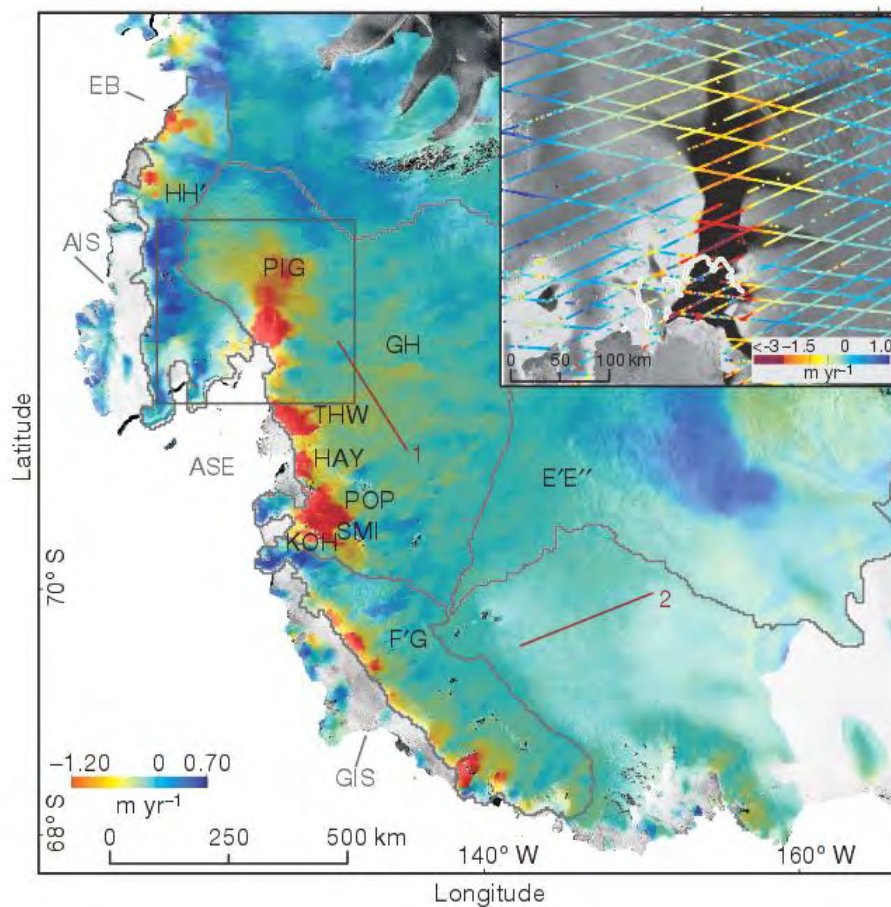 EB
HH′
AIS
PIG
GH
THW
1
HAY
ASE
POP
SMI
KOH
E′E″
2
F′G
GIS
<-3 -1.5 0 1.0
m yr⁻¹
0 50 100 km
-1.20 0 0.70
m yr⁻¹
0 250 500 km
Latitude
70° S
68° S
140° W 160° W
Longitude